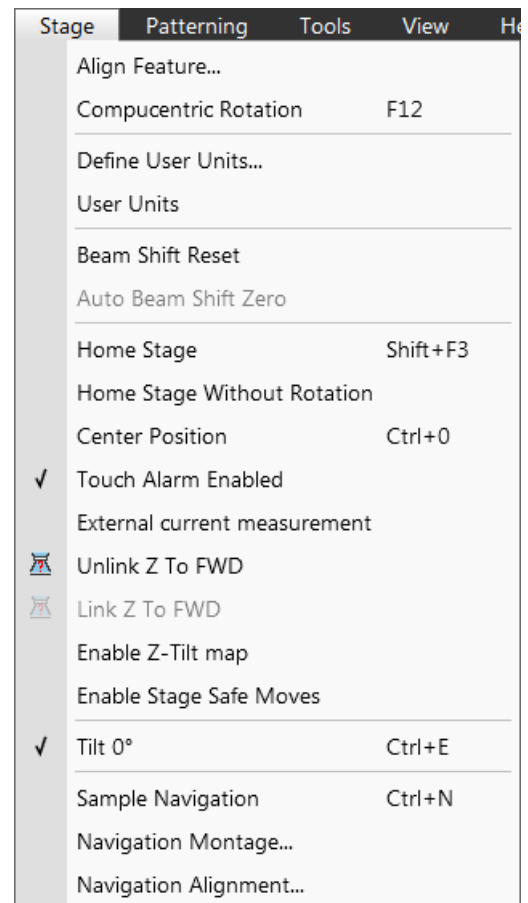 Stage Patterning Tools View He
Align Feature...
Compucentric Rotation F12
Define User Units...
User Units
Beam Shift Reset
Auto Beam Shift Zero
Home Stage Shift+F3
Home Stage Without Rotation
Center Position Ctrl+0
Touch Alarm Enabled
External current measurement
Unlink Z To FWD
Link Z To FWD
Enable Z-Tilt map
Enable Stage Safe Moves
Tilt 0° Ctrl+E
Sample Navigation Ctrl+N
Navigation Montage...
Navigation Alignment...